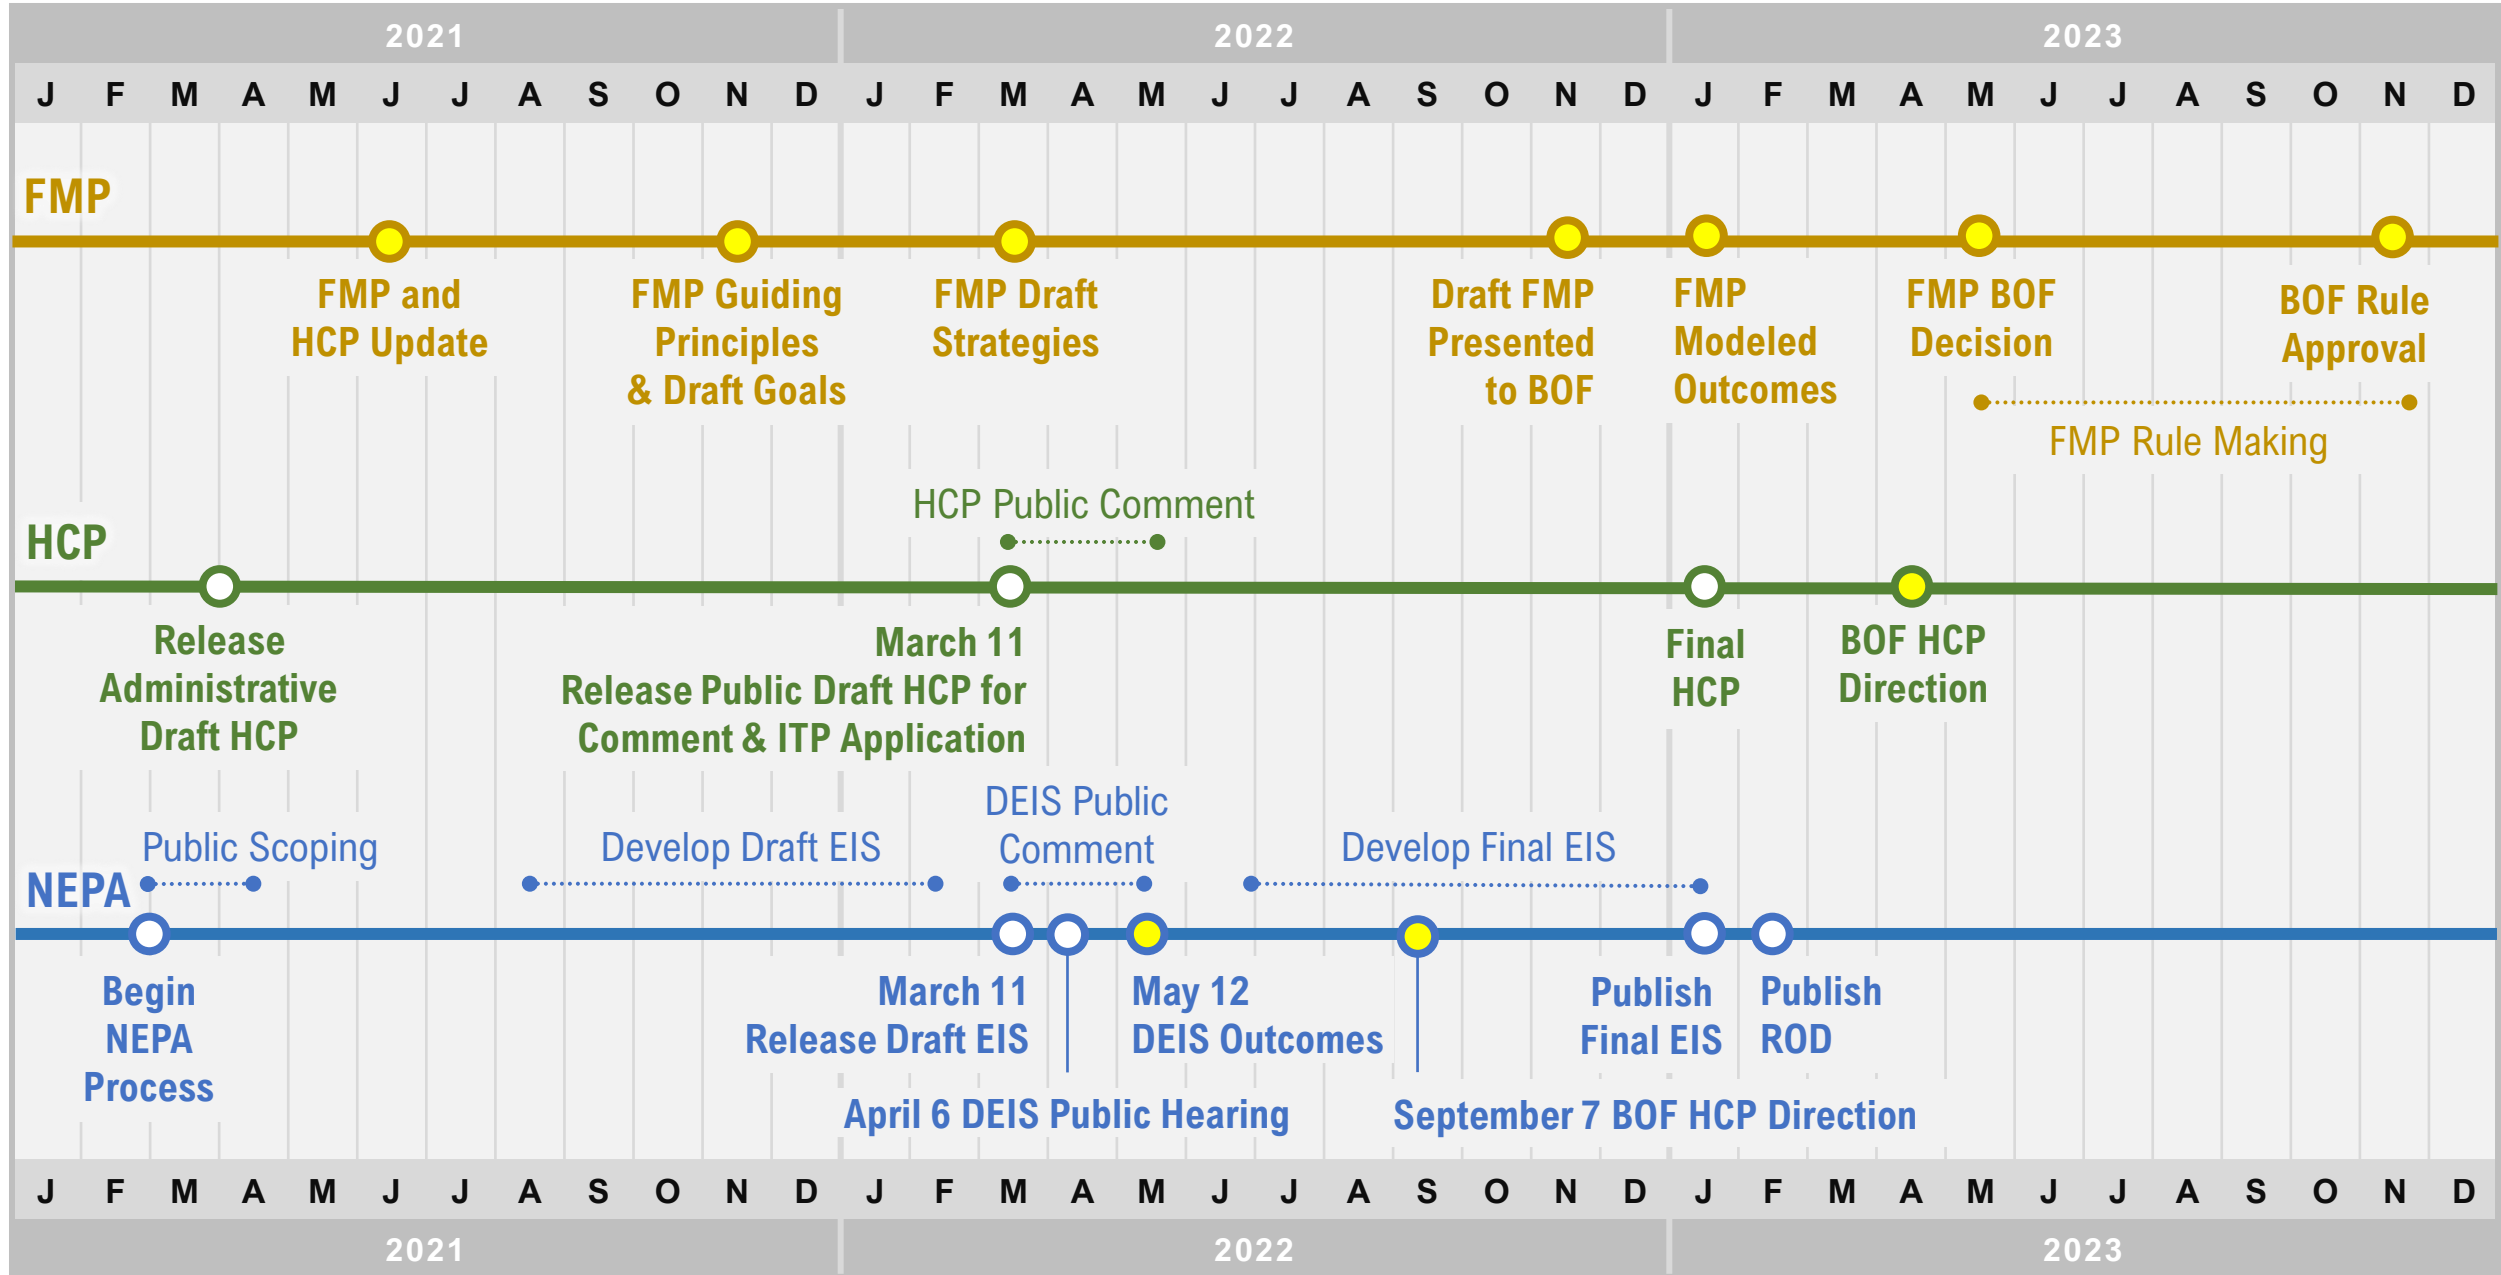 2021 2022 2023
J F M A M J J A S O N D J F M A M J J A S O N D J F M A M J J A S O N D
FMP
FMP and
HCP Update
FMP Guiding
Principles
& Draft Goals
FMP Draft
Strategies
Draft FMP
Presented
to BOF
FMP
Modeled
Outcomes
FMP BOF
Decision
BOF Rule
Approval
FMP Rule Making
HCP Public Comment
HCP
Release
Administrative
Draft HCP
March 11
Release Public Draft HCP for
Comment & ITP Application
Final
HCP
BOF HCP
Direction
Public Scoping
Develop Draft EIS
DEIS Public
Comment
Develop Final EIS
NEPA
Begin
NEPA
Process
March 11
Release Draft EIS
May 12
DEIS Outcomes
Publish
Final EIS
Publish
ROD
April 6 DEIS Public Hearing
September 7 BOF HCP Direction
J F M A M J J A S O N D J F M A M J J A S O N D J F M A M J J A S O N D
2021 2022 2023